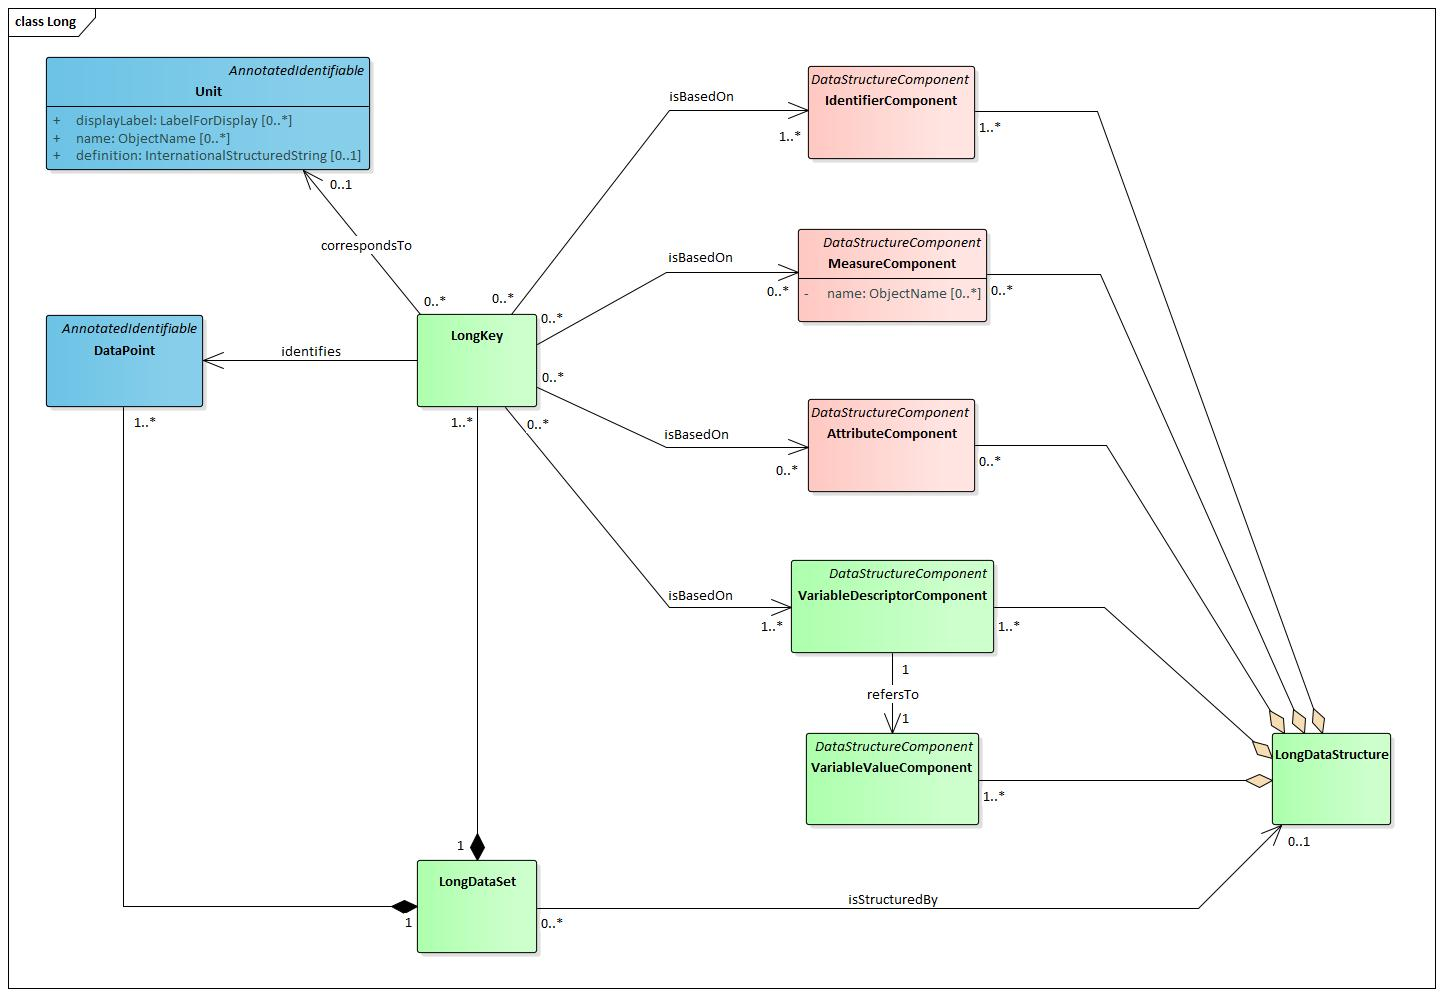 class Long
AnnotatedIdentifiable
Unit
+ displayLabel: LabelForDisplay [0..*]
+ name: ObjectName [0..*]
+ definition: InternationalStructuredString [0..1]
0..1
correspondsTo
0..*
AnnotatedIdentifiable
DataPoint
1..*
identifies
LongKey
0..*
isBasedOn
1..*
DataStructureComponent
IdentifierComponent
1..*
0..*
isBasedOn
0..*
DataStructureComponent
MeasureComponent
- name: ObjectName [0..*]
0..*
0..*
isBasedOn
0..*
DataStructureComponent
AttributeComponent
0..*
0..*
isBasedOn
1..*
DataStructureComponent
VariableDescriptorComponent
1..*
1
refersTo
1
DataStructureComponent
VariableValueComponent
1..*
LongDataStructure
0..1
1..*
1
LongDataSet
1
0..*
isStructuredBy